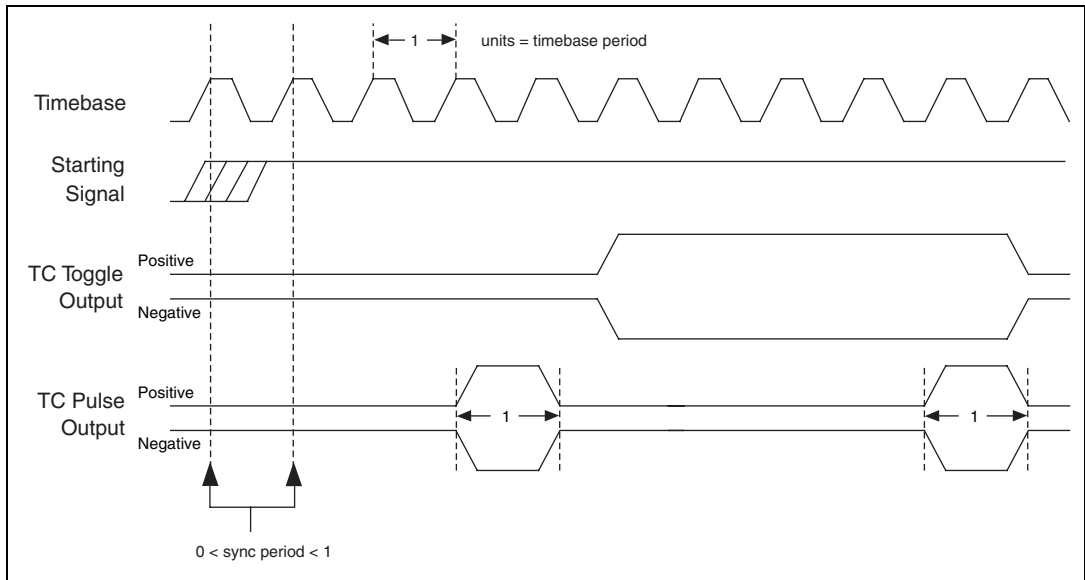 1
units = timebase period
Timebase
Starting
Signal
Positive
TC Toggle
Output
Negative
Positive
TC Pulse
Output
1
1
Negative
0 < sync period < 1